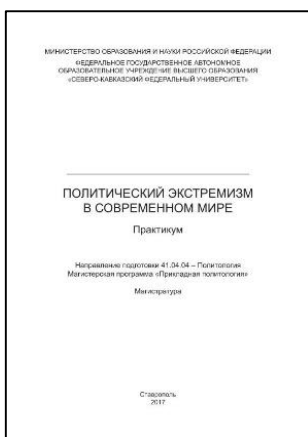 МИНИСТЕРСТВО ОБРАЗОВАНИЯ И НАУКИ РОССИЙСКОЙ ФЕДЕРАЦИИ
ФЕДЕРАЛЬНОЕ ГОСУДАРСТВЕННОЕ АВТОНОМНОЕ
ОБРАЗОВАТЕЛЬНОЕ УЧРЕЖДЕНИЕ ВЫСШЕГО ОБРАЗОВАНИЯ
«СЕВЕРО-КАВКАЗСКИЙ ФЕДЕРАЛЬНЫЙ УНИВЕРСИТЕТ»
ПОЛИТИЧЕСКИЙ ЭКСТРЕМИЗМ
В СОВРЕМЕННОМ МИРЕ
Практикум
Направление подготовки 41.04.04 – Политология
Магистерская программа «Прикладная политология»
Магистратура
Ставрополь
2017